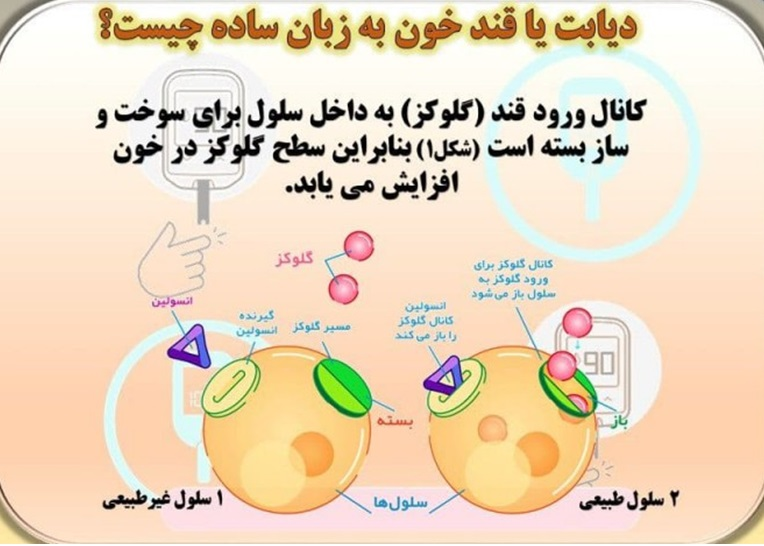 دیابت یا قند خون به زبان ساده چیست؟
کانال ورود قند (گلوکز) به داخل سلول برای سوخت و
ساز بسته است (شکل۱) بنابراین سطح گلوکز در خون
افزایش می یابد.
گلوکز
کانال گلوکز برای
ورود گلوکز به
سلول باز می‌شود
انسولین
گیرنده
انسولین
مسیر گلوکز
انسولین
کانال گلوکز
را باز می کند
90
بسته
باز
۱ سلول غیرطبیعی
سلول‌ها
۲ سلول طبیعی